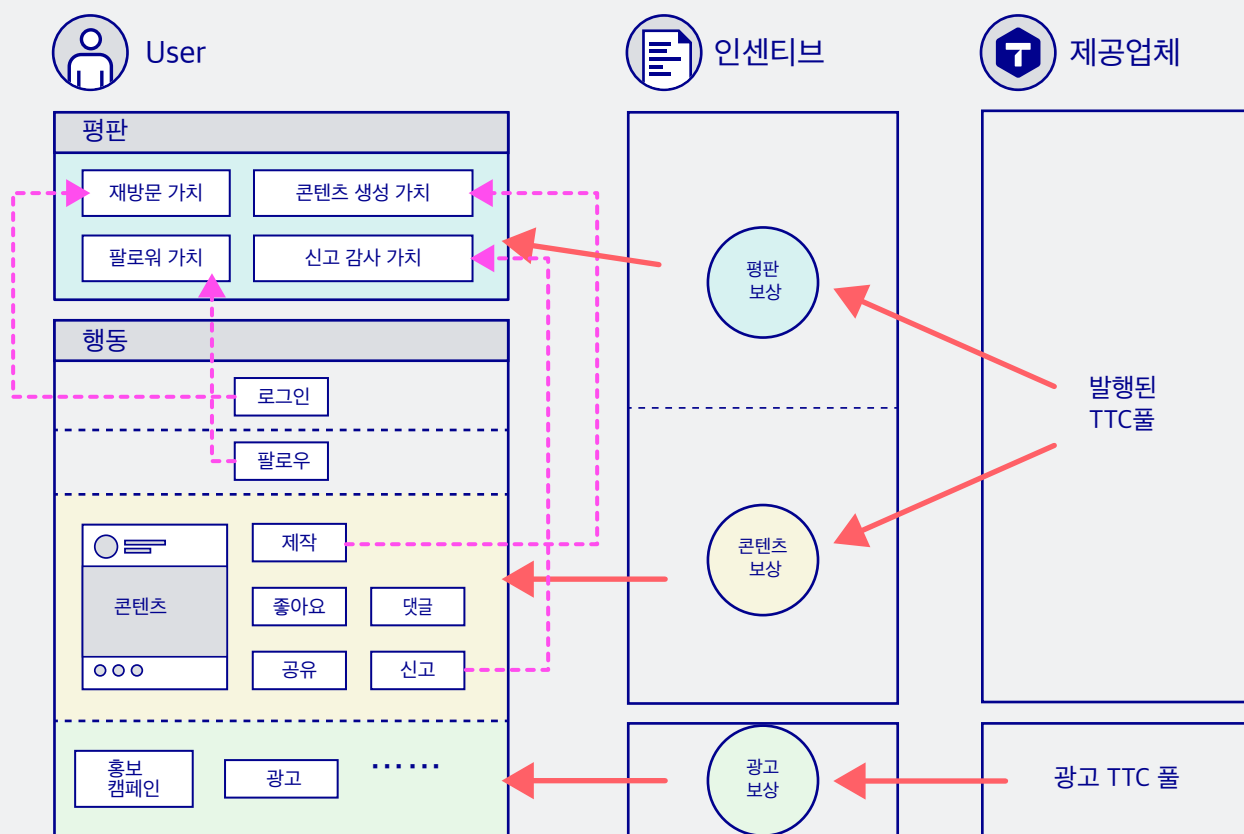 User
인센티브
제공업체
평판
재방문 가치
콘텐츠 생성 가치
팔로워 가치
신고 감사 가치
평판
보상
행동
로그인
팔로우
발행된
TTC풀
제작
콘텐츠
좋아요
댓글
공유
신고
콘텐츠
보상
홍보
캠페인
광고
······
광고
보상
광고 TTC 풀